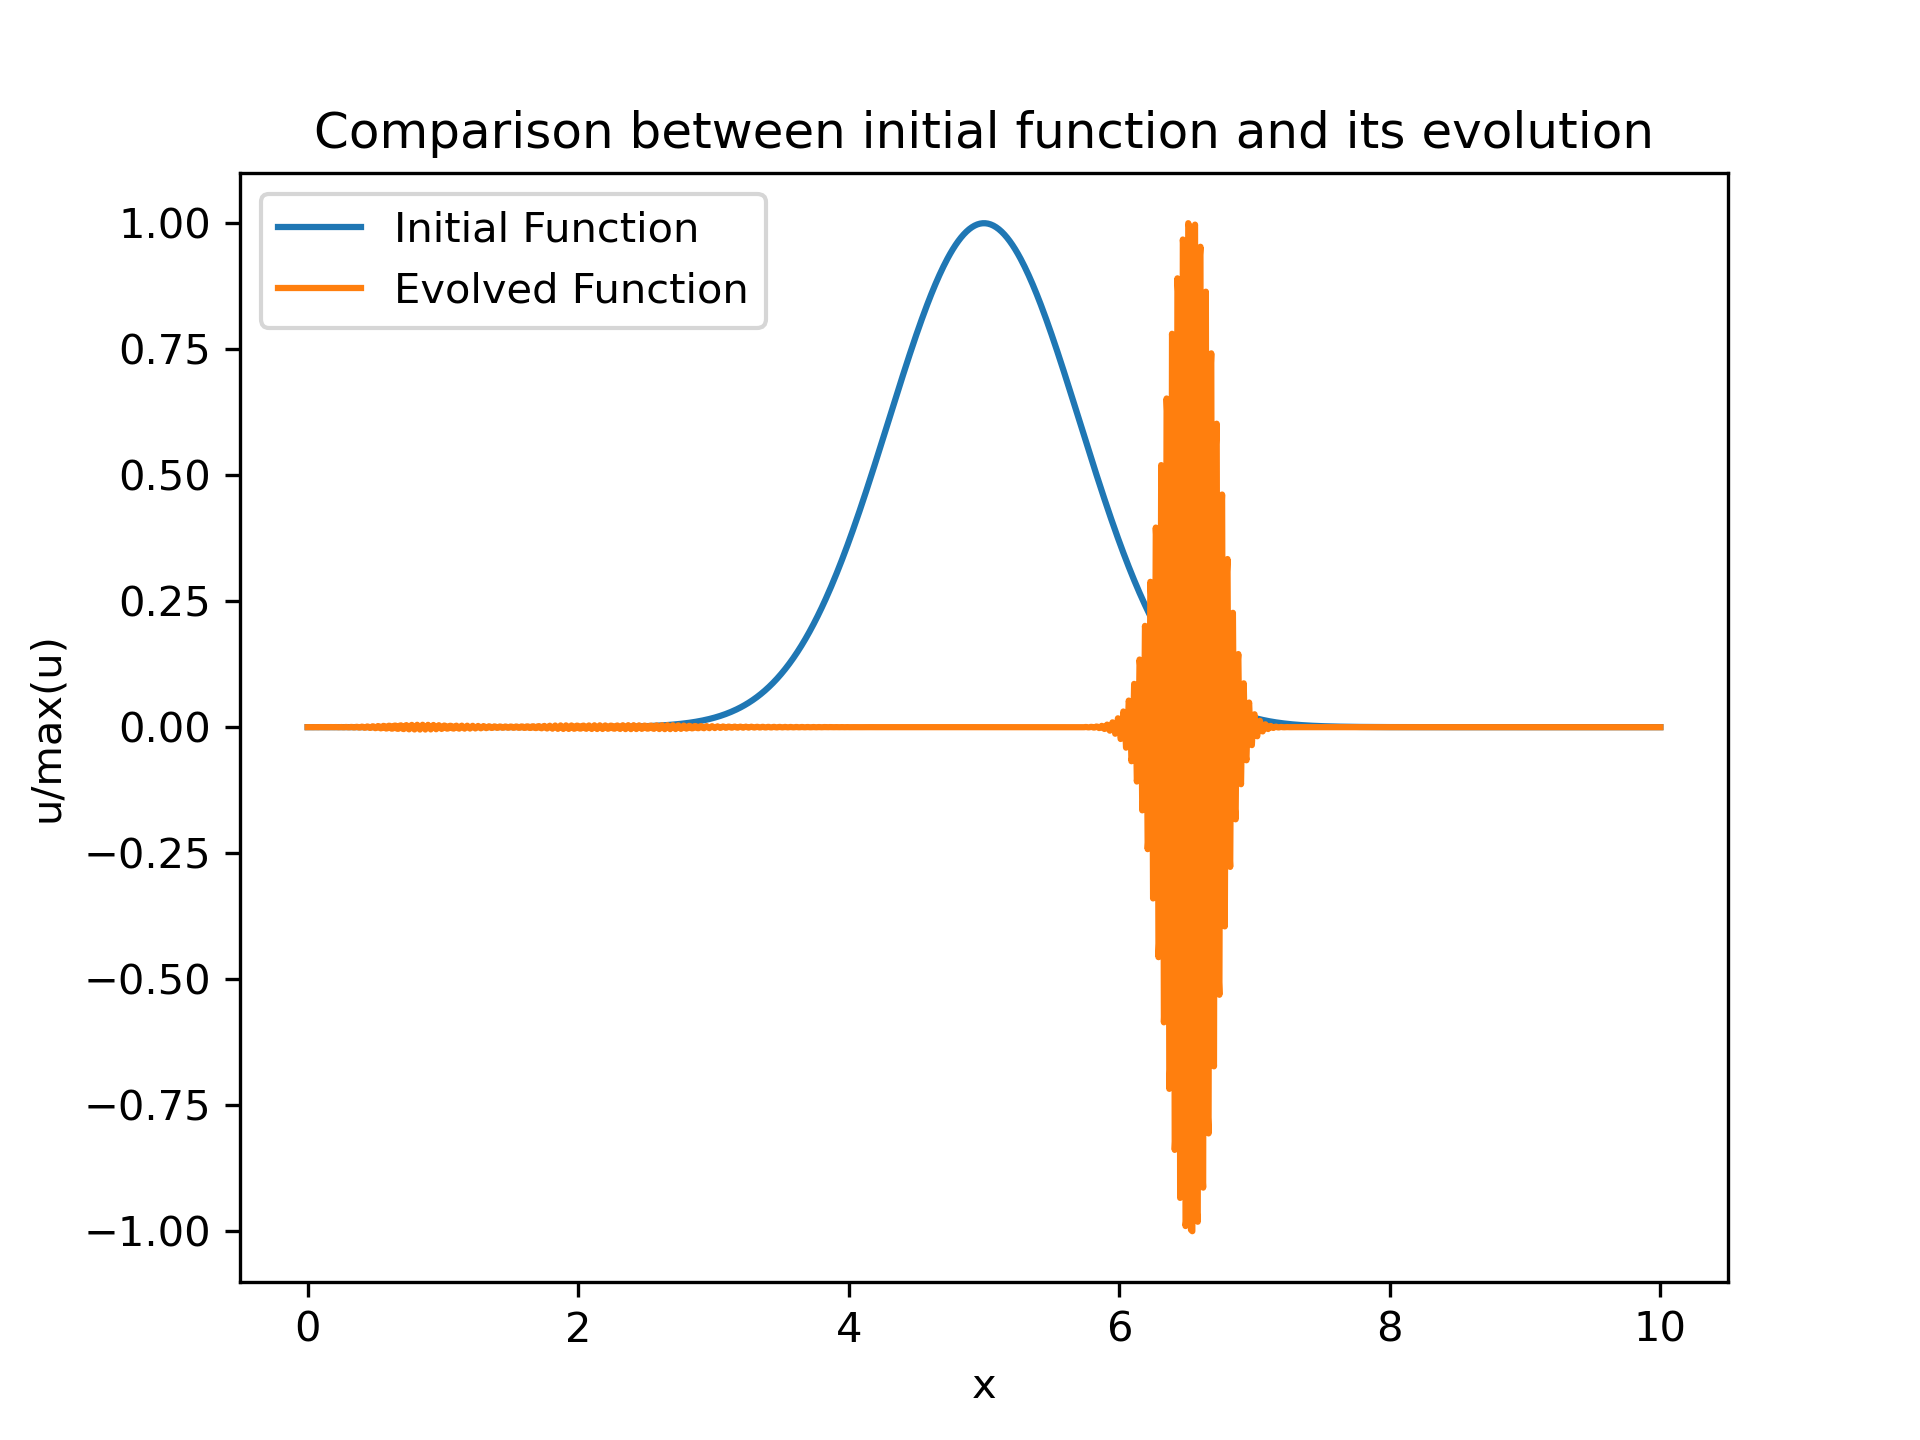 Comparison between initial function and its evolution
Initial Function
Evolved Function
1.00
0.75
0.50
0.25
0.00
−0.25
−0.50
−0.75
−1.00
u/max(u)
0 2 4 6 8 10
x